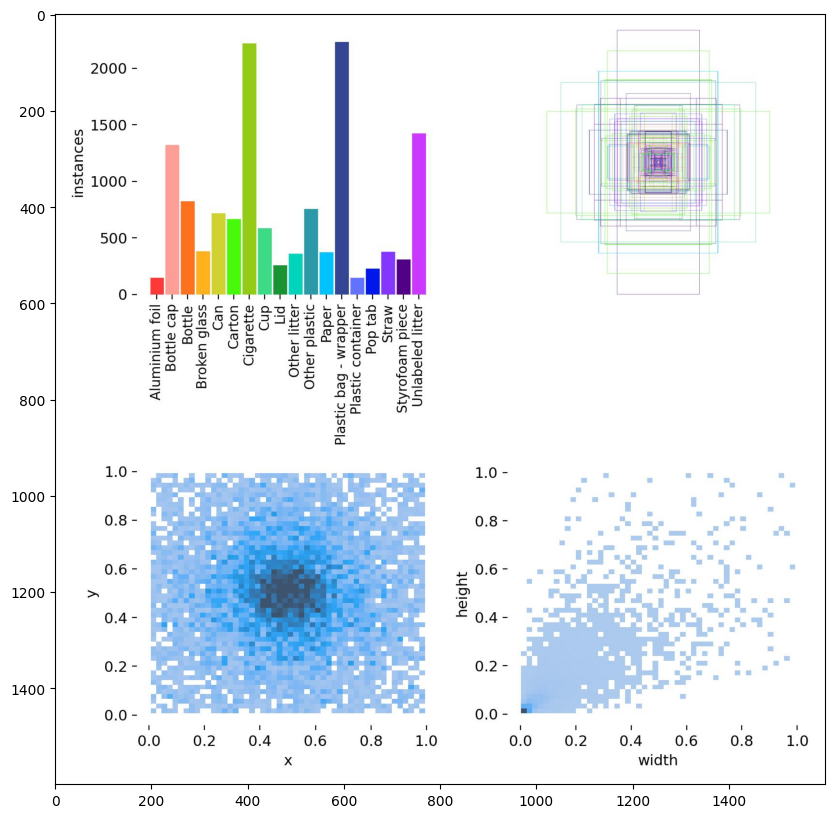 0
200
400
600
800
1000
1200
1400
0
200
400
600
800
1000
1200
1400
instances
2000
1500
1000
500
0
Aluminium foil
Bottle cap
Bottle
Broken glass
Can
Carton
Cigarette
Cup
Lid
Other litter
Other plastic
Paper
Plastic bag - wrapper
Plastic container
Pop tab
Straw
Styrofoam piece
Unlabeled litter
y
1.0
0.8
0.6
0.4
0.2
0.0
0.0
0.2
0.4
0.6
0.8
1.0
x
height
1.0
0.8
0.6
0.4
0.2
0.0
0.0
0.2
0.4
0.6
0.8
1.0
width